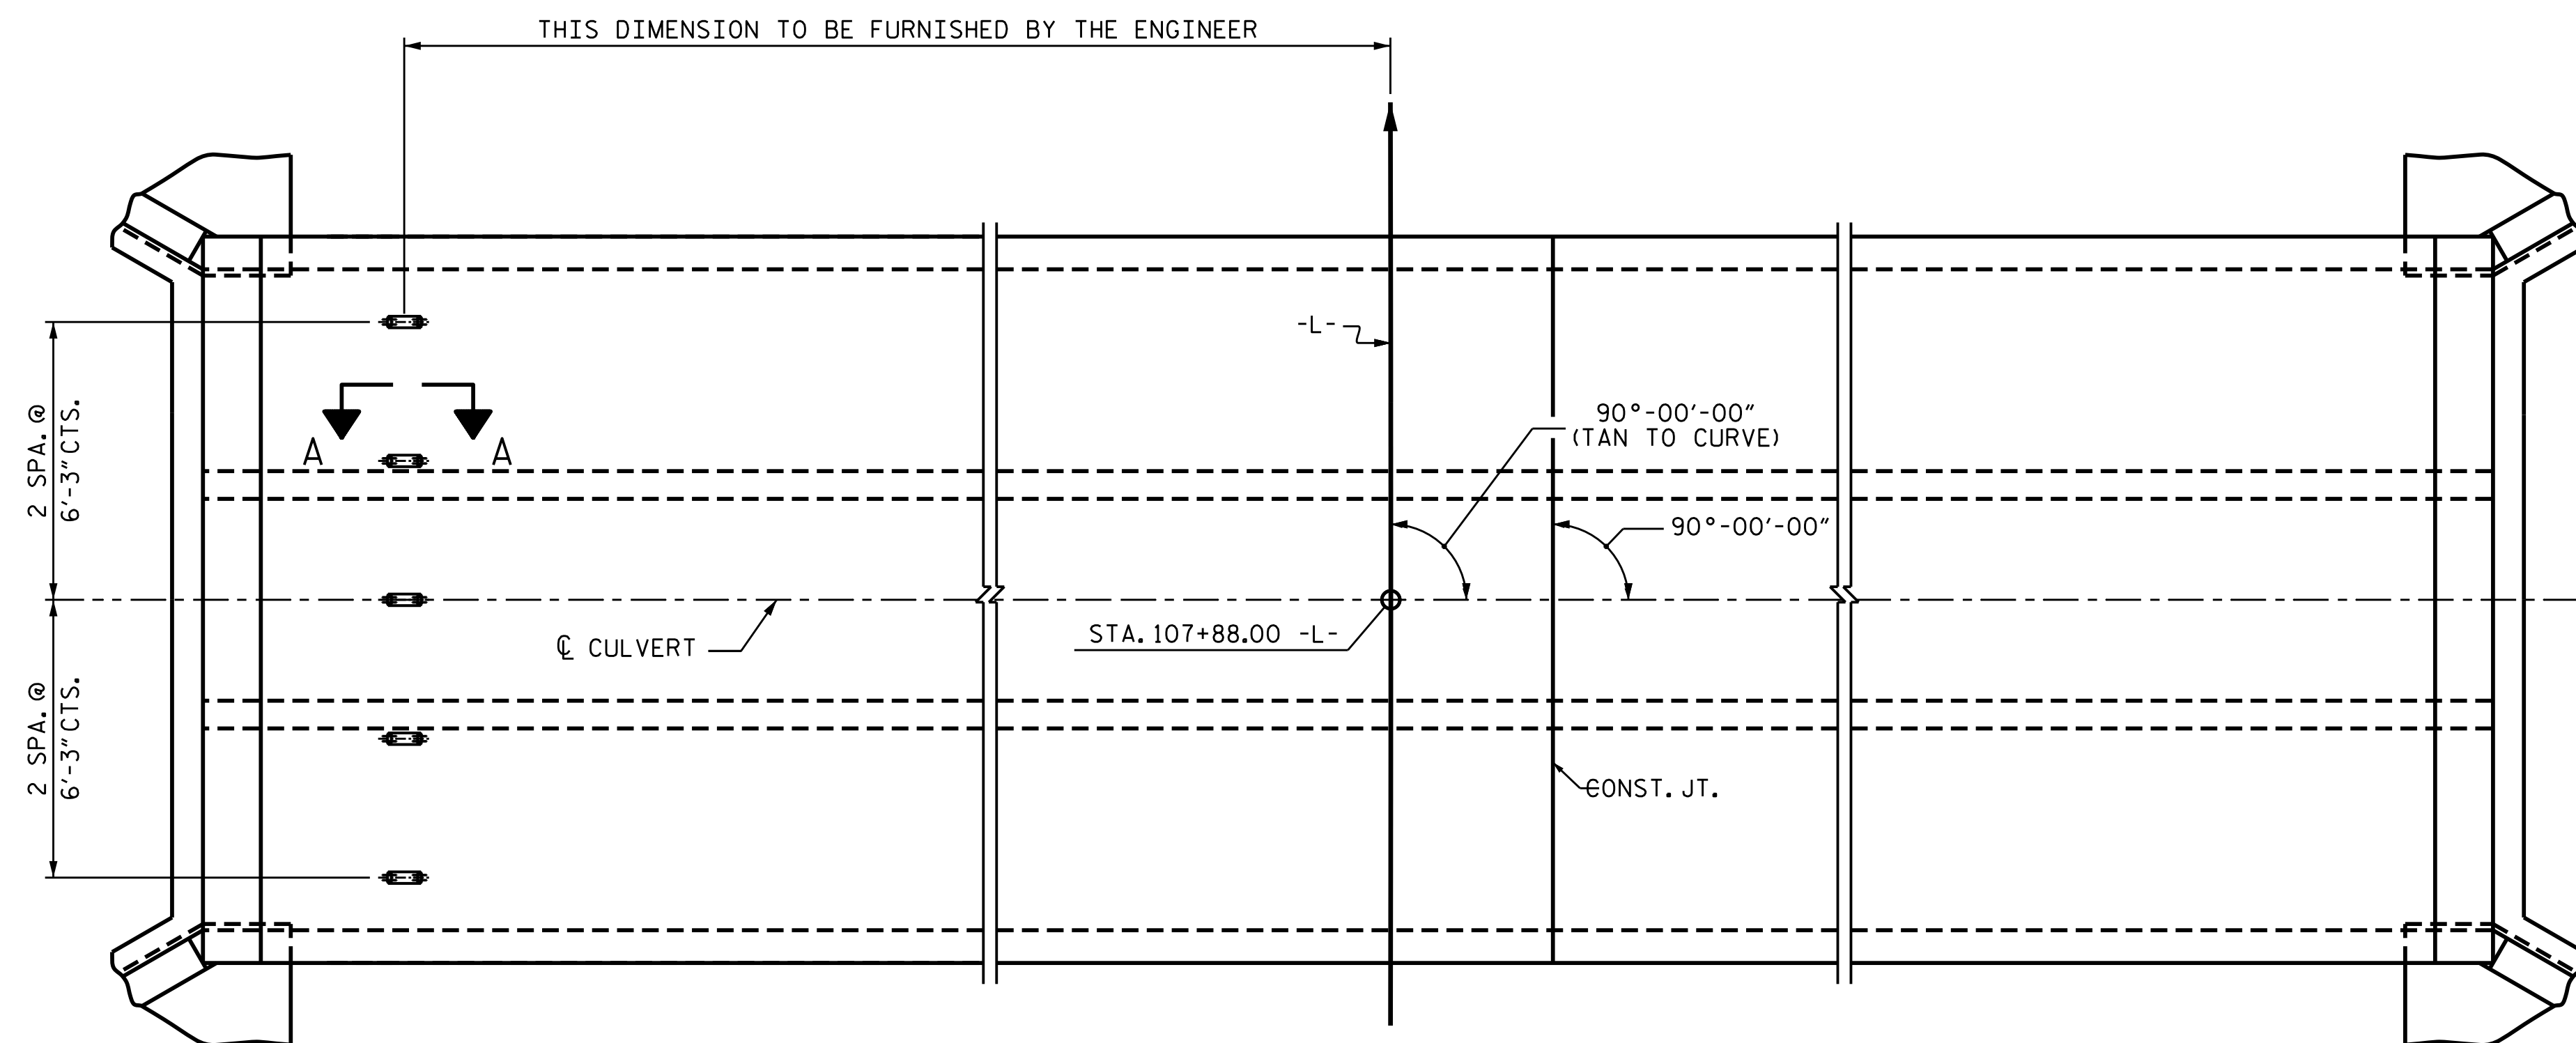 THIS DIMENSION TO BE FURNISHED BY THE ENGINEER
-L-
2 SPA. @
6'-3" CTS.
A A
90°-00'-00"
(TAN TO CURVE)
90°-00'-00"
℄ CULVERT
STA. 107+88.00 -L-
2 SPA. @
6'-3" CTS.
CONST. JT.